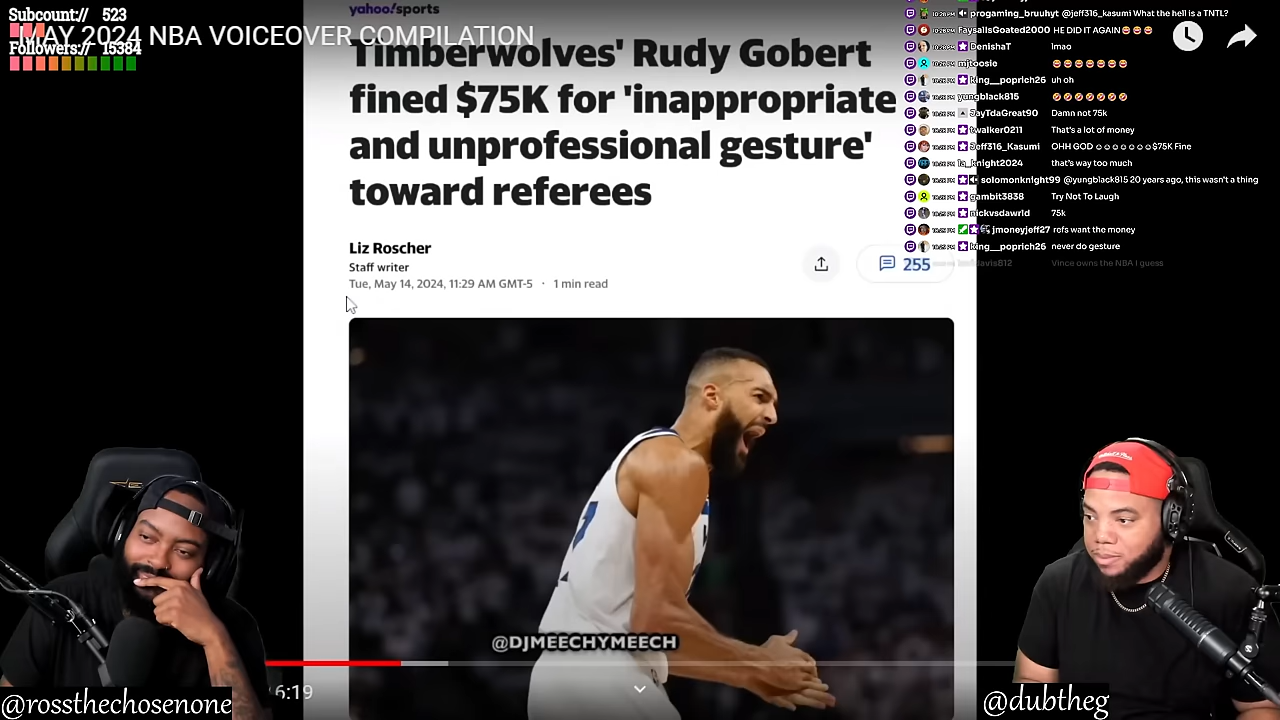 Subcount// 523
MAY 2024 NBA VOICEOVER COMPILATION
Followers:// 15384
yahoo!sports
Timberwolves' Rudy Gobert
fined $75K for 'inappropriate
and unprofessional gesture'
toward referees
Liz Roscher
Staff writer
Tue, May 14, 2024, 11:29 AM GMT-5 · 1 min read
255
progaming_bruuhyt @jeff316_kasumi What the hell is a TNTL?
FaysalIsGoated2000 HE DID IT AGAIN
DenishaT lmao
mjtoosie
king__poprich26 uh oh
yungblack815
JayTdaGreat90 Damn not 75k
twalker0211 That's a lot of money
Jeff316_Kasumi OHH GOD $75K Fine
la_knight2024 that's way too much
solomonknight99 @yungblack815 20 years ago, this wasn't a thing
gambit3838 Try Not To Laugh
nickvsdawrld 75k
jmoneyjeff27 refs want the money
king__poprich26 never do gesture
Vince owns the NBA I guess
@DJMEECHYMEECH
6:19
@rossthechosenone
@dubtheg